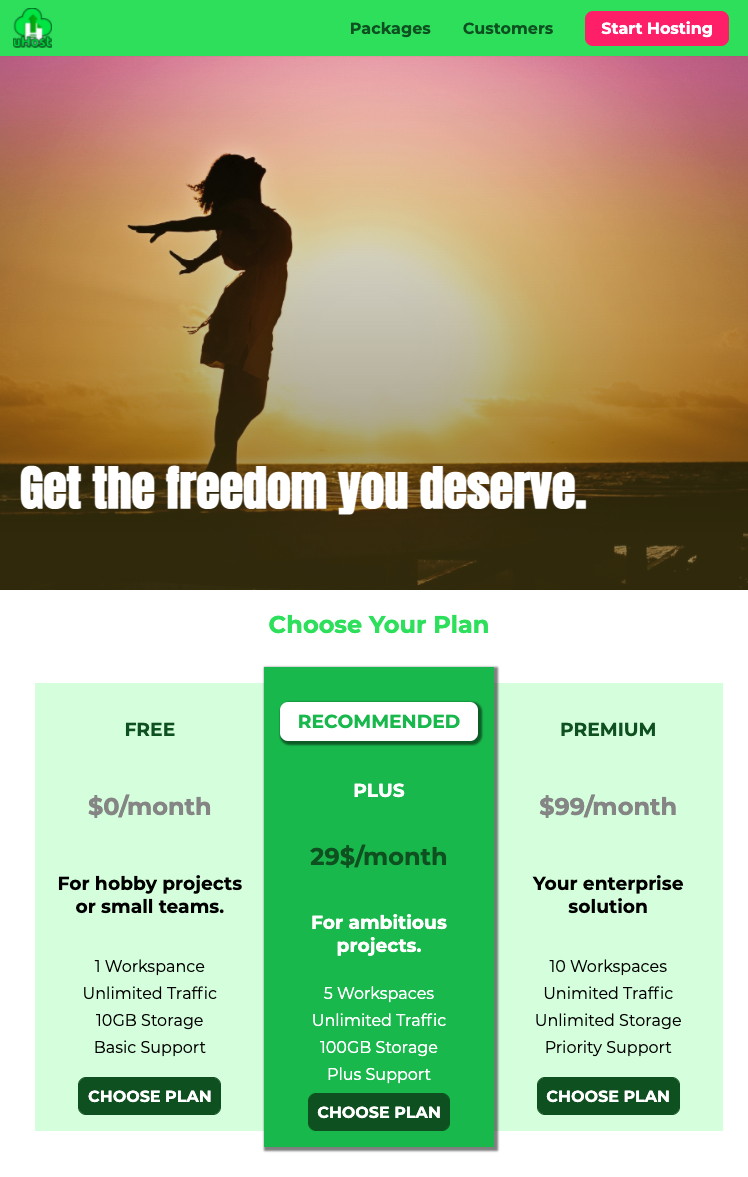 uHost
Packages
Customers
Start Hosting
Get the freedom you deserve.
Choose Your Plan
FREE
$0/month
For hobby projects
or small teams.
1 Workspance
Unlimited Traffic
10GB Storage
Basic Support
CHOOSE PLAN
RECOMMENDED
PLUS
29$/month
For ambitious
projects.
5 Workspaces
Unlimited Traffic
100GB Storage
Plus Support
CHOOSE PLAN
PREMIUM
$99/month
Your enterprise
solution
10 Workspaces
Unimited Traffic
Unlimited Storage
Priority Support
CHOOSE PLAN